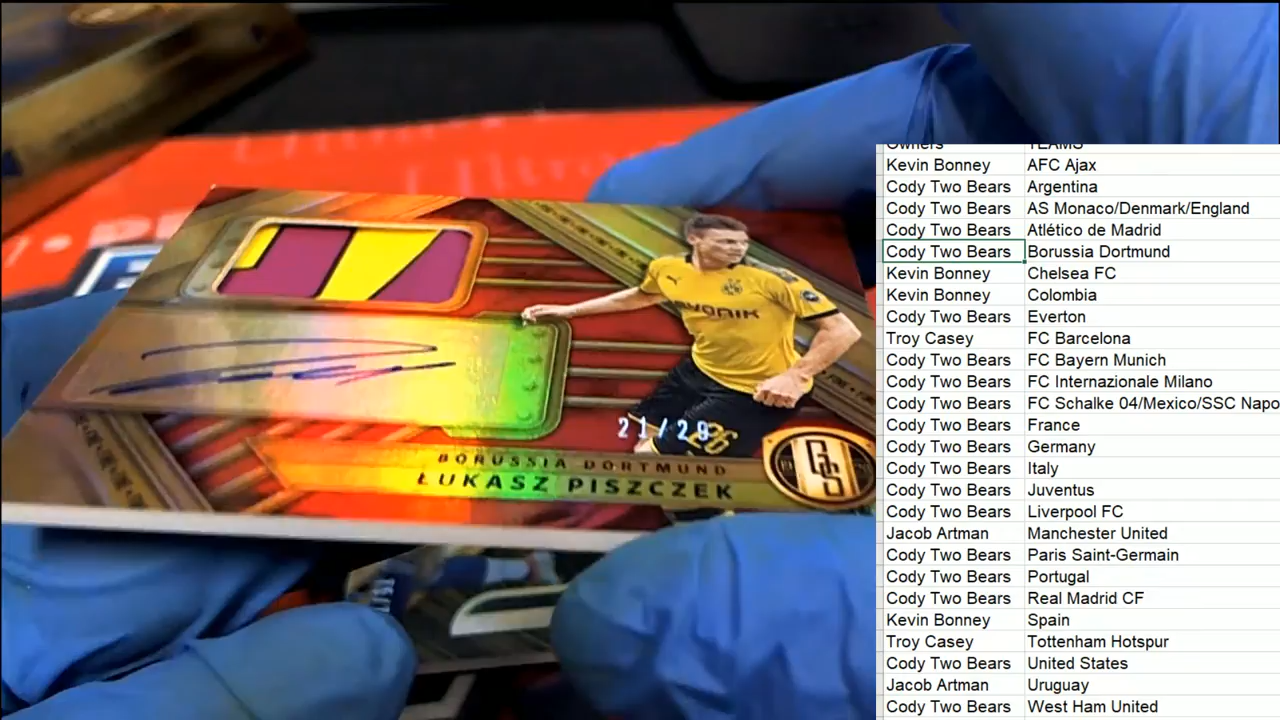 Owners TEAMS
Kevin Bonney AFC Ajax
Cody Two Bears Argentina
Cody Two Bears AS Monaco/Denmark/England
Cody Two Bears Atlético de Madrid
Cody Two Bears Borussia Dortmund
Kevin Bonney Chelsea FC
Kevin Bonney Colombia
Cody Two Bears Everton
Troy Casey FC Barcelona
Cody Two Bears FC Bayern Munich
Cody Two Bears FC Internazionale Milano
Cody Two Bears FC Schalke 04/Mexico/SSC Napo
Cody Two Bears France
Cody Two Bears Germany
Cody Two Bears Italy
Cody Two Bears Juventus
Cody Two Bears Liverpool FC
Jacob Artman Manchester United
Cody Two Bears Paris Saint-Germain
Cody Two Bears Portugal
Cody Two Bears Real Madrid CF
Kevin Bonney Spain
Troy Casey Tottenham Hotspur
Cody Two Bears United States
Jacob Artman Uruguay
Cody Two Bears West Ham United
EVONIK
26
BORUSSIA DORTMUND
ŁUKASZ PISZCZEK
GS